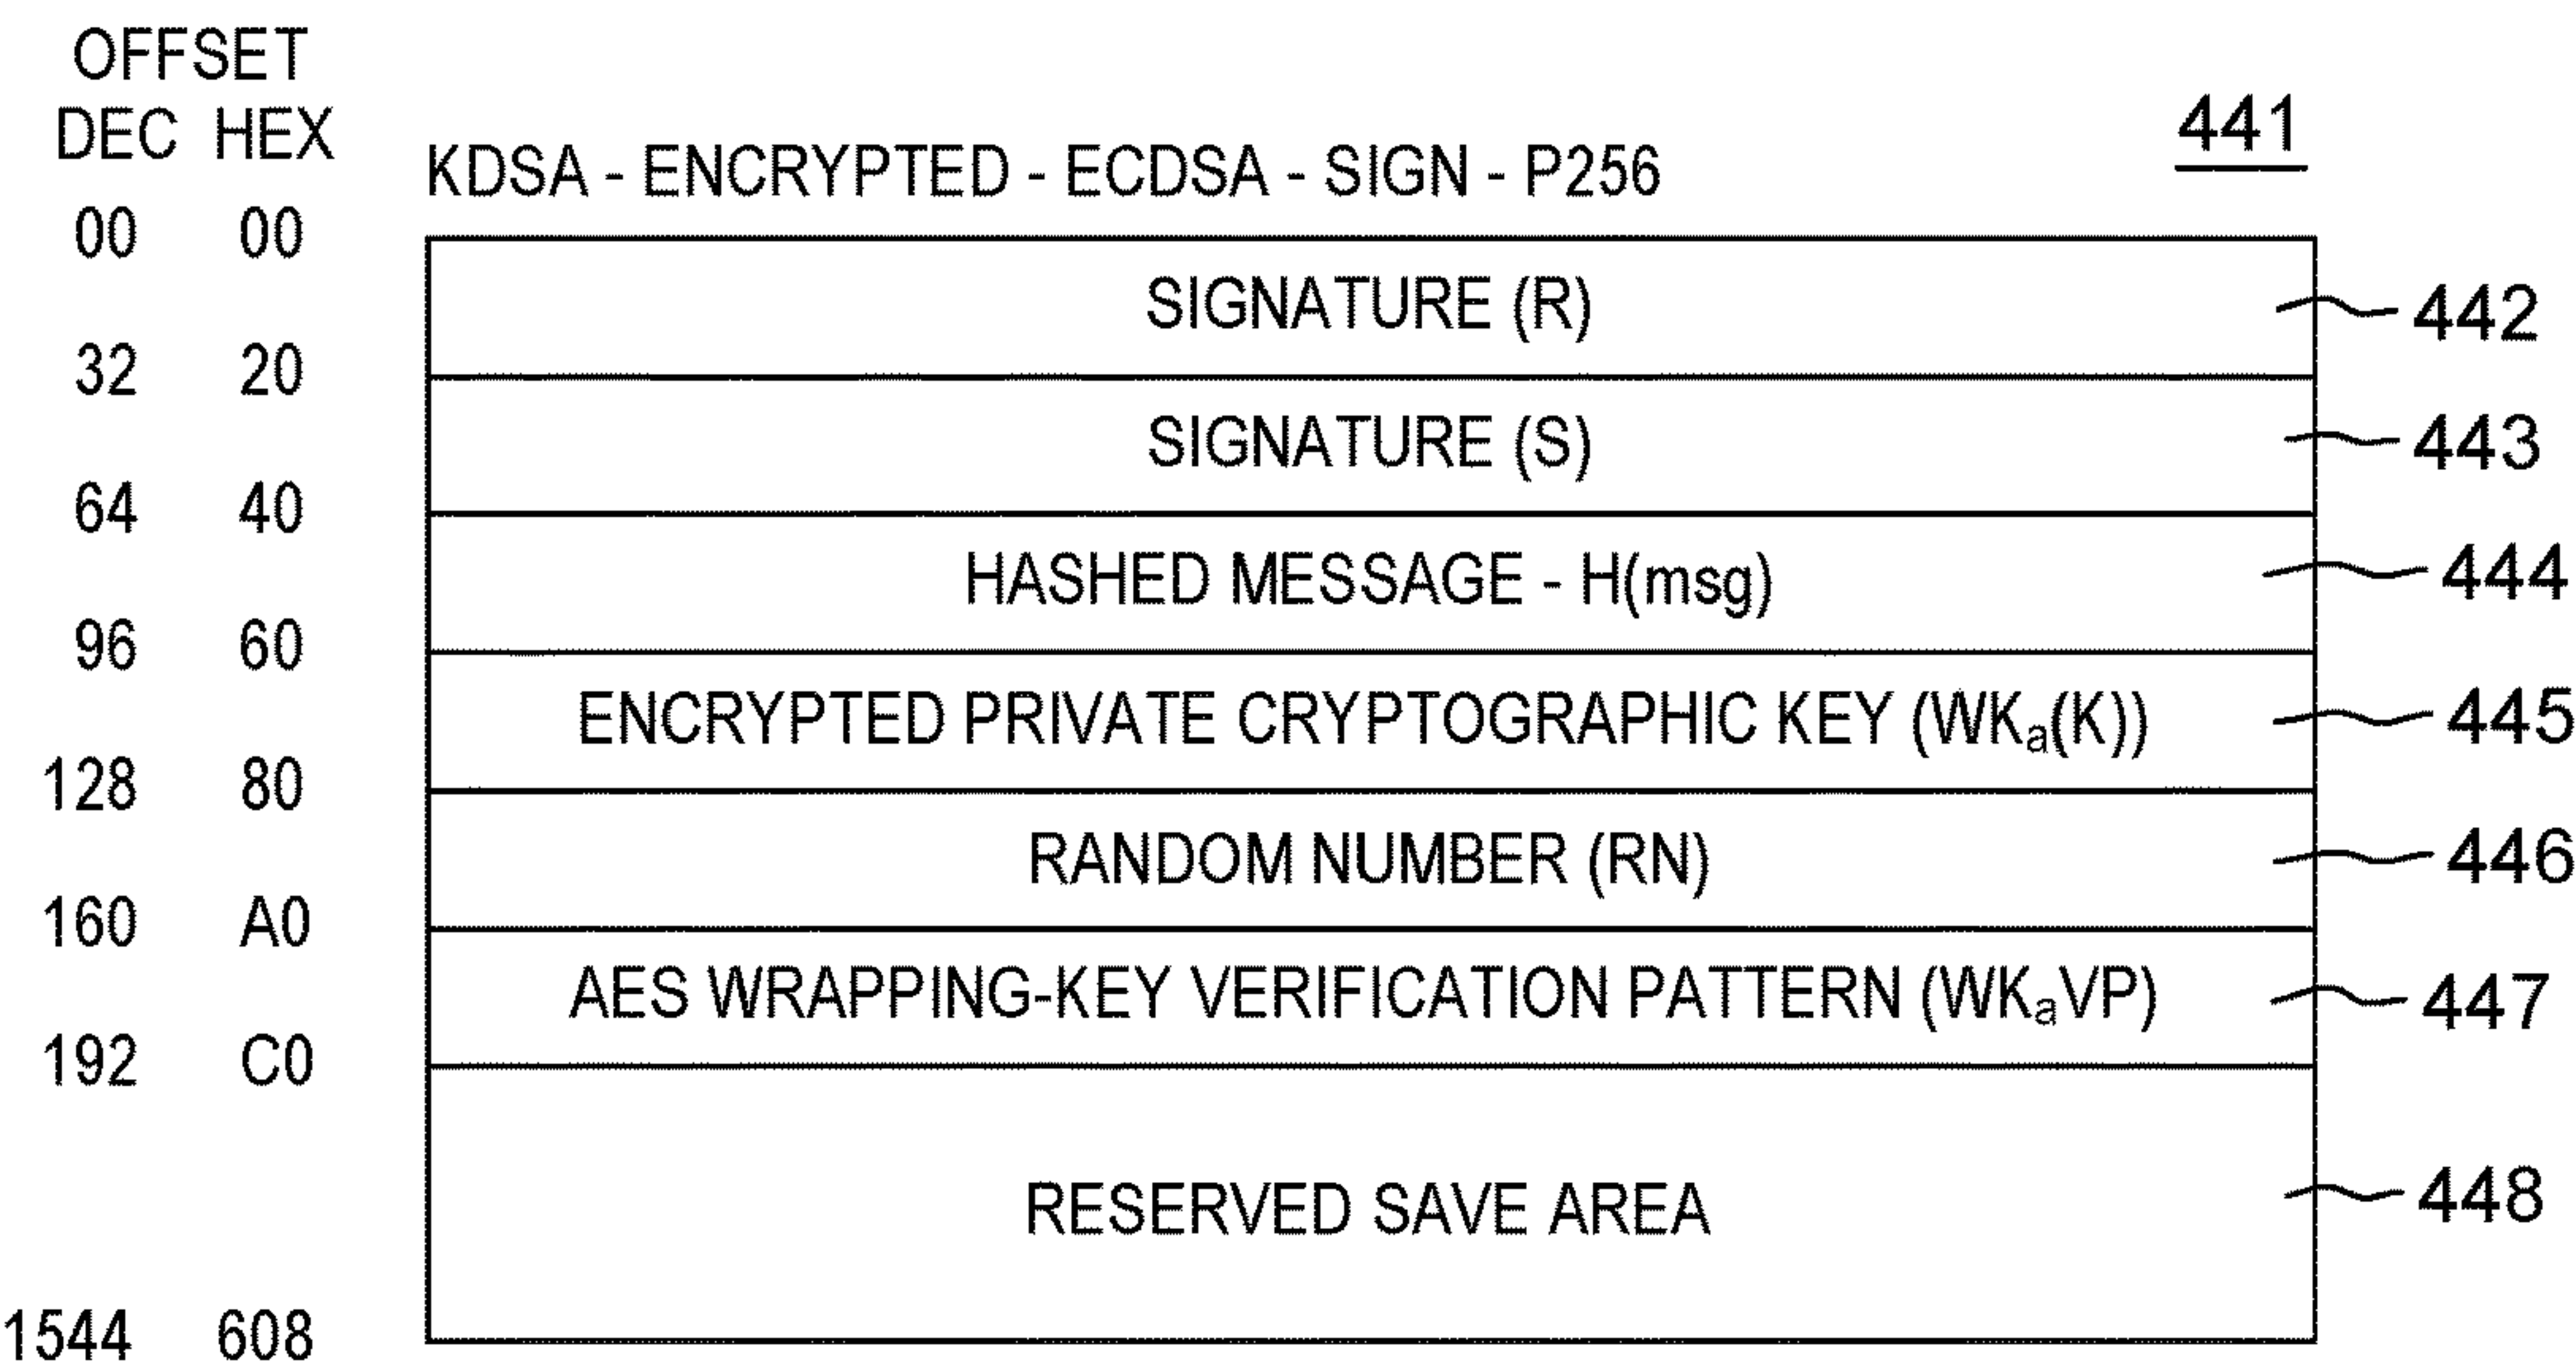 OFFSET
DEC HEX
KDSA - ENCRYPTED - ECDSA - SIGN - P256
441
00 00
SIGNATURE (R)
442
32 20
SIGNATURE (S)
443
64 40
HASHED MESSAGE - H(msg)
444
96 60
ENCRYPTED PRIVATE CRYPTOGRAPHIC KEY (WKa(K))
445
128 80
RANDOM NUMBER (RN)
446
160 A0
AES WRAPPING-KEY VERIFICATION PATTERN (WKaVP)
447
192 C0
RESERVED SAVE AREA
448
1544 608